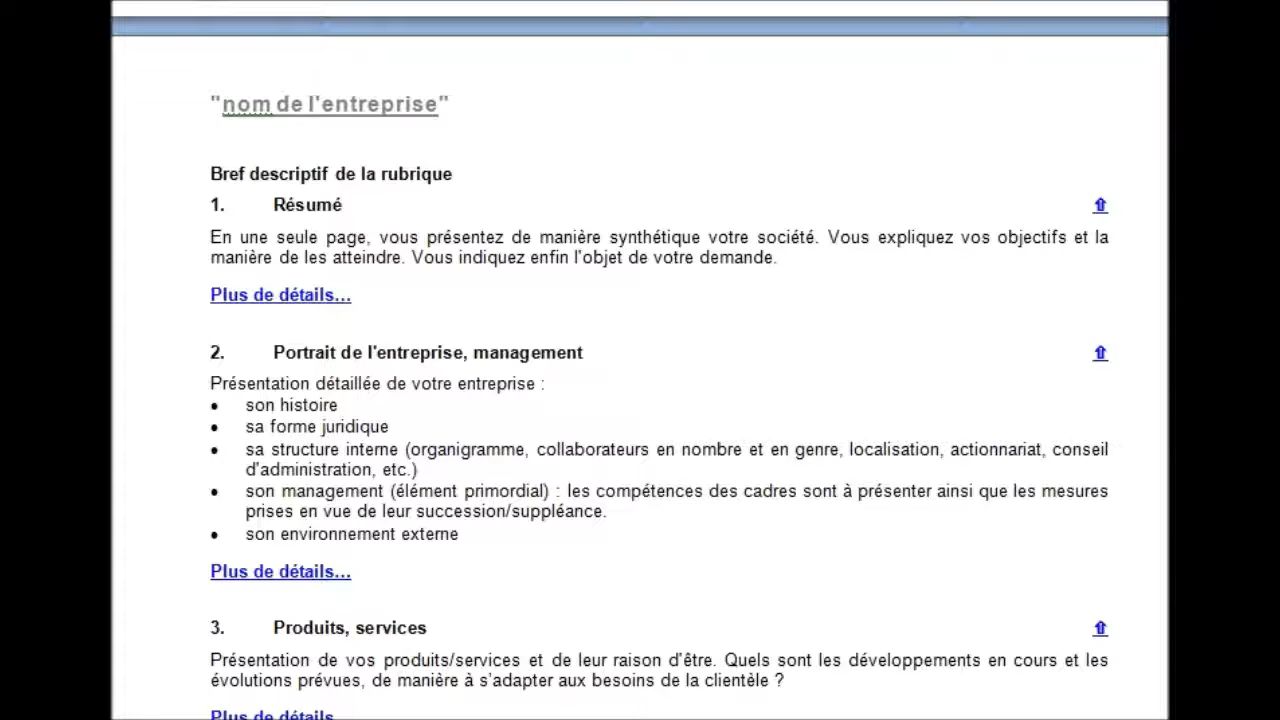 "nom de l'entreprise"
Bref descriptif de la rubrique
1. Résumé ⇧
En une seule page, vous présentez de manière synthétique votre société. Vous expliquez vos objectifs et la
manière de les atteindre. Vous indiquez enfin l'objet de votre demande.
Plus de détails...
2. Portrait de l'entreprise, management ⇧
Présentation détaillée de votre entreprise :
• son histoire
• sa forme juridique
• sa structure interne (organigramme, collaborateurs en nombre et en genre, localisation, actionnariat, conseil
d'administration, etc.)
• son management (élément primordial) : les compétences des cadres sont à présenter ainsi que les mesures
prises en vue de leur succession/suppléance.
• son environnement externe
Plus de détails...
3. Produits, services ⇧
Présentation de vos produits/services et de leur raison d'être. Quels sont les développements en cours et les
évolutions prévues, de manière à s'adapter aux besoins de la clientèle ?
Plus de détails